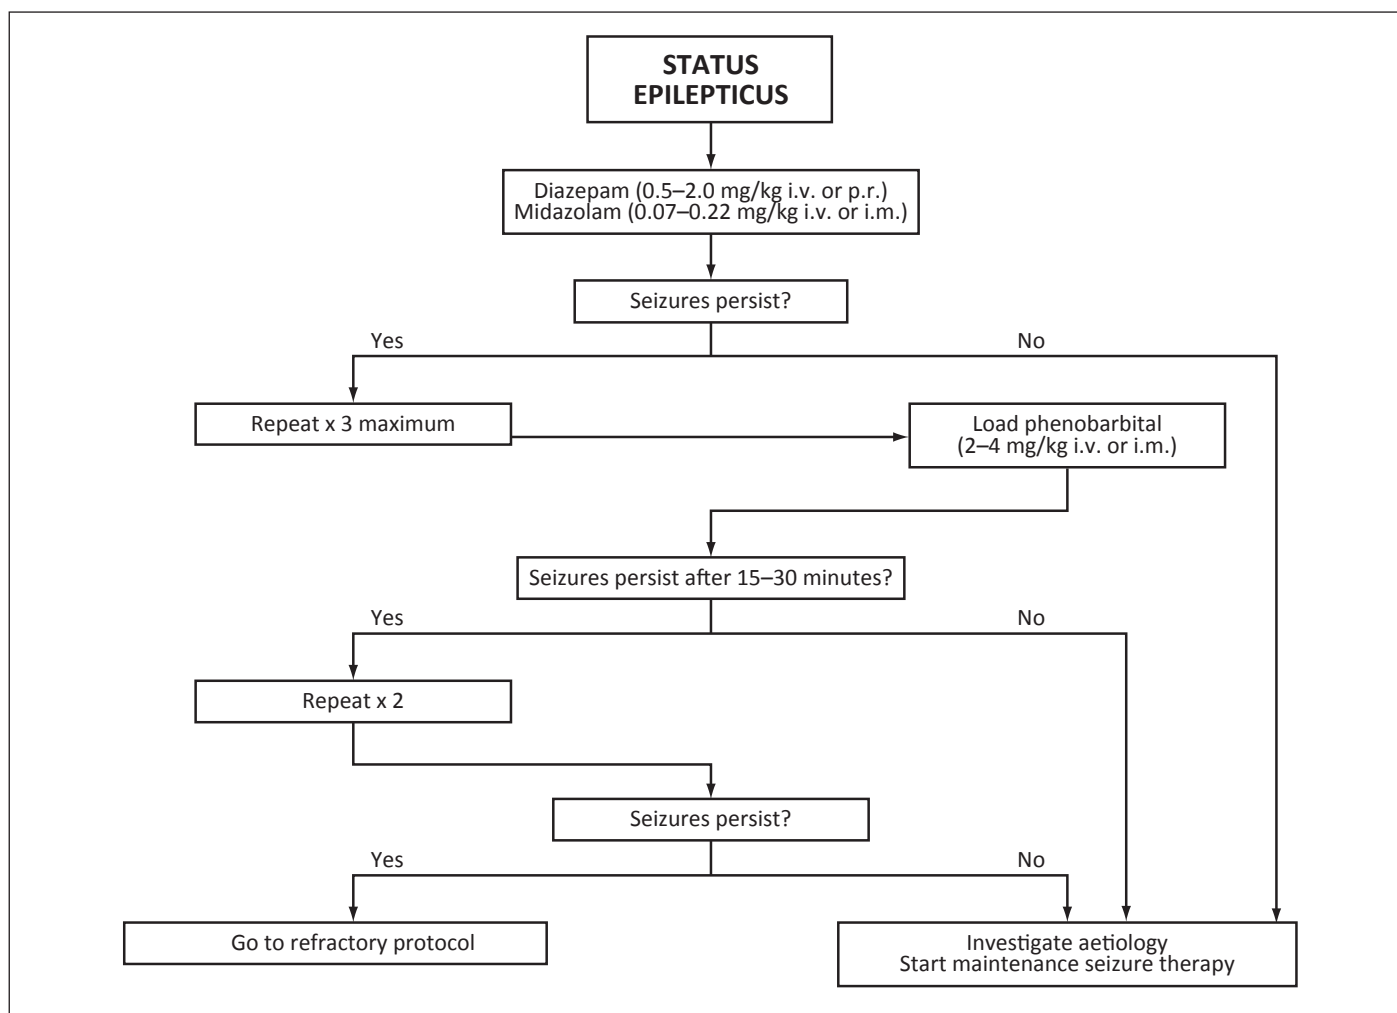 STATUS
EPILEPTICUS
Diazepam (0.5–2.0 mg/kg i.v. or p.r.)
Midazolam (0.07–0.22 mg/kg i.v. or i.m.)
Seizures persist?
Yes
No
Repeat x 3 maximum
Load phenobarbital
(2–4 mg/kg i.v. or i.m.)
Seizures persist after 15–30 minutes?
Yes
No
Repeat x 2
Seizures persist?
Yes
No
Go to refractory protocol
Investigate aetiology
Start maintenance seizure therapy